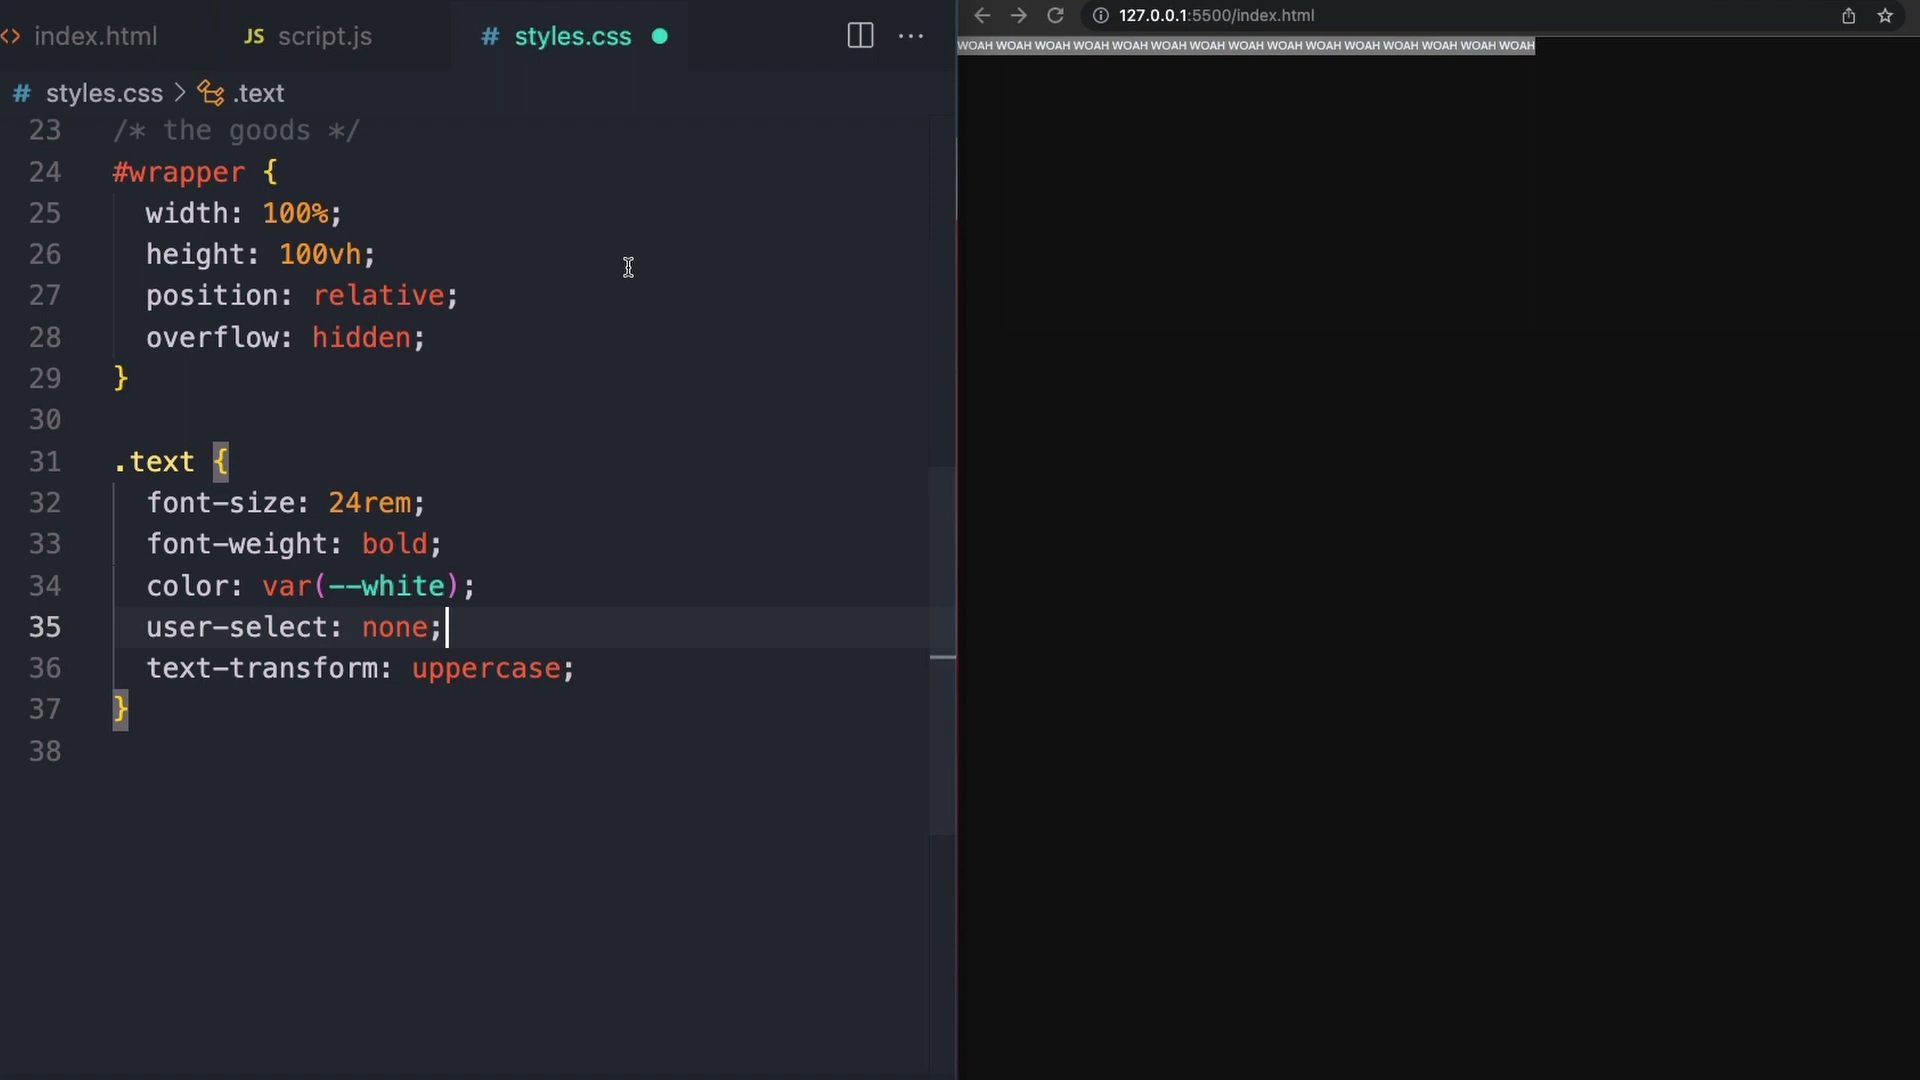 <> index.html
JS script.js
# styles.css
# styles.css > .text
23 /* the goods */
24 #wrapper {
25 width: 100%;
26 height: 100vh;
27 position: relative;
28 overflow: hidden;
29 }
30
31 .text {
32 font-size: 24rem;
33 font-weight: bold;
34 color: var(--white);
35 user-select: none;
36 text-transform: uppercase;
37 }
38
127.0.0.1:5500/index.html
WOAH WOAH WOAH WOAH WOAH WOAH WOAH WOAH WOAH WOAH WOAH WOAH WOAH WOAH WOAH